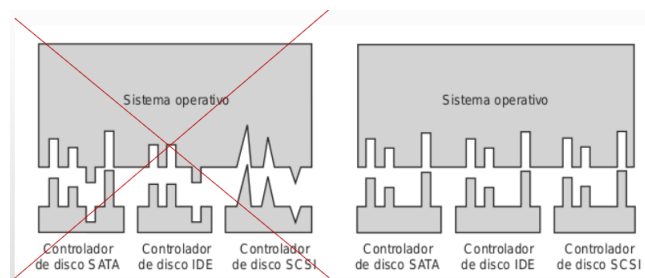 Sistema operativo
Controlador
de disco SATA
Controlador
de disco IDE
Controlador
de disco SCSI
Sistema operativo
Controlador
de disco SATA
Controlador
de disco IDE
Controlador
de disco SCSI